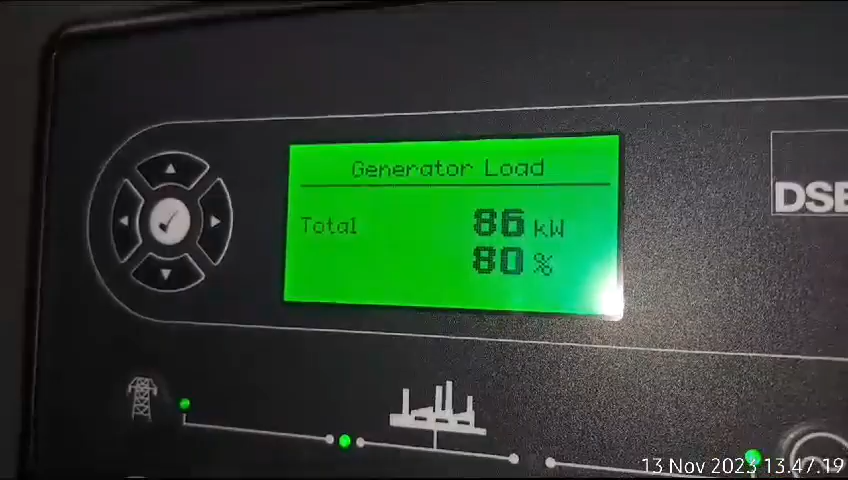 Generator Load
Total 86 kW
80 %
DSE
13 Nov 2023 13.47.19